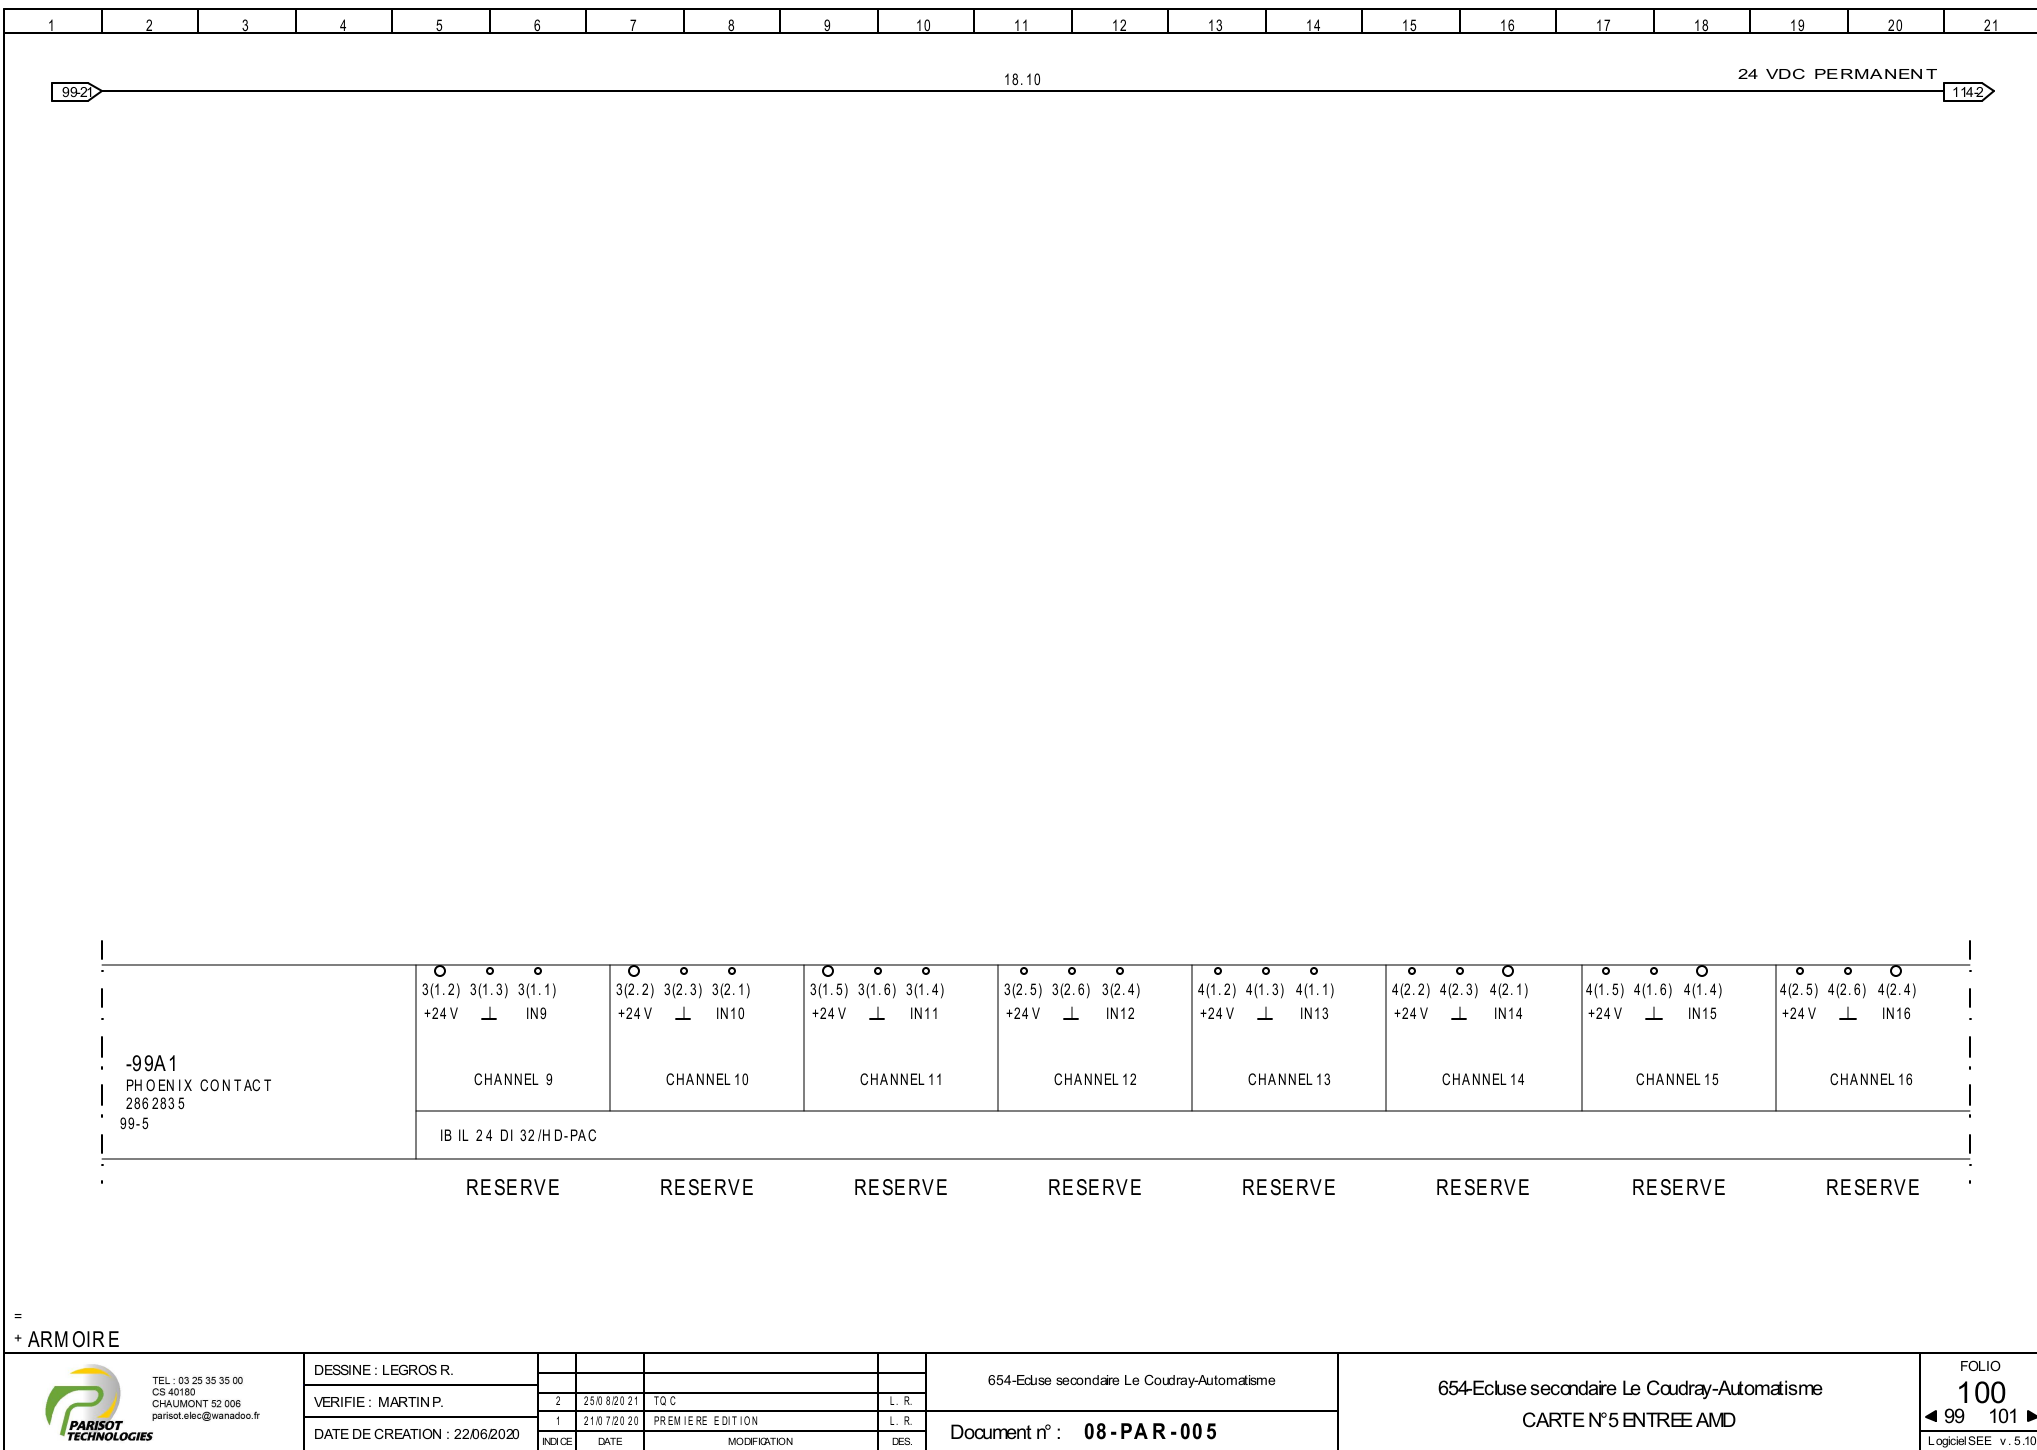 1 2 3 4 5 6 7 8 9 10 11 12 13 14 15 16 17 18 19 20 21
24 VDC PERMANENT
99-21 18.10 114-2
3(1.2) 3(1.3) 3(1.1) 3(2.2) 3(2.3) 3(2.1) 3(1.5) 3(1.6) 3(1.4) 3(2.5) 3(2.6) 3(2.4) 4(1.2) 4(1.3) 4(1.1) 4(2.2) 4(2.3) 4(2.1) 4(1.5) 4(1.6) 4(1.4) 4(2.5) 4(2.6) 4(2.4)
+24V ⊥ IN9 +24V ⊥ IN10 +24V ⊥ IN11 +24V ⊥ IN12 +24V ⊥ IN13 +24V ⊥ IN14 +24V ⊥ IN15 +24V ⊥ IN16
-99A1
PHOENIX CONTACT
2862835
99-5
CHANNEL 9 CHANNEL 10 CHANNEL 11 CHANNEL 12 CHANNEL 13 CHANNEL 14 CHANNEL 15 CHANNEL 16
IB IL 24 DI 32/HD-PAC
RESERVE RESERVE RESERVE RESERVE RESERVE RESERVE RESERVE RESERVE
=
+ ARMOIRE
PARISOT
TECHNOLOGIES
TEL : 03 25 35 35 00
CS 40180
CHAUMONT 52 006
parisot.elec@wanadoo.fr
DESSINE : LEGROS R.
VERIFIE : MARTIN P.
DATE DE CREATION : 22/06/2020
2 25/08/2021 TQC L. R.
1 21/07/2020 PREMIERE EDITION L. R.
INDICE DATE MODIFICATION DES.
654-Ecluse secondaire Le Coudray-Automatisme
Document n° : 08-PAR-005
654-Ecluse secondaire Le Coudray-Automatisme
CARTE N°5 ENTREE AMD
FOLIO
100
99 101
Logiciel SEE v. 5.10